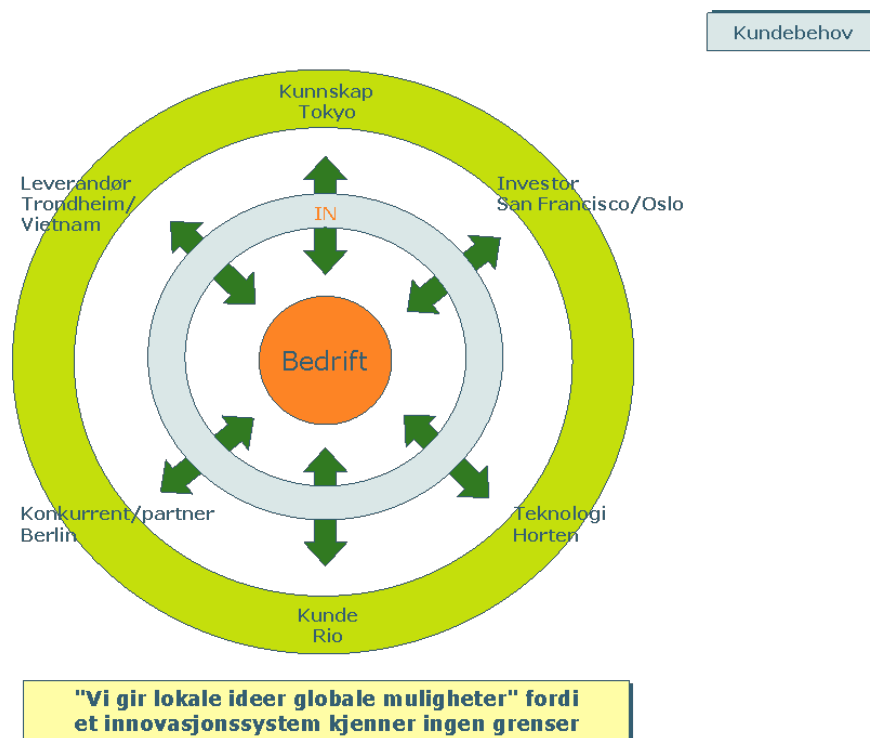 Kundebehov
Kunnskap
Tokyo
Leverandør
Trondheim/
Vietnam
Investor
San Francisco/Oslo
IN
Bedrift
Konkurrent/partner
Berlin
Teknologi
Horten
Kunde
Rio
"Vi gir lokale ideer globale muligheter" fordi
et innovasjonssystem kjenner ingen grenser